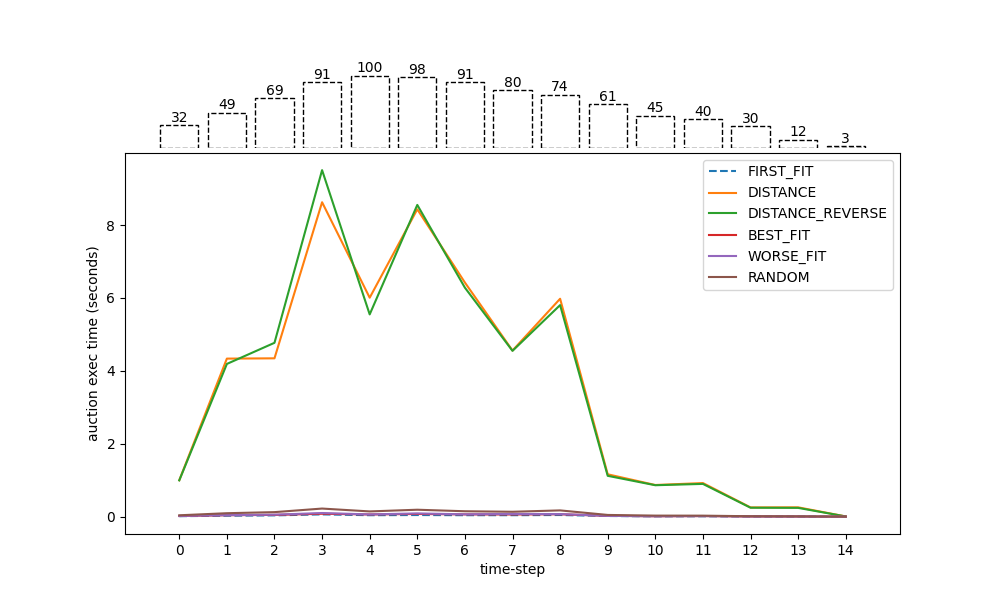 32 49 69 91 100 98 91 80 74 61 45 40 30 12 3
FIRST_FIT
DISTANCE
DISTANCE_REVERSE
BEST_FIT
WORSE_FIT
RANDOM
auction exec time (seconds)
8
6
4
2
0
0 1 2 3 4 5 6 7 8 9 10 11 12 13 14
time-step